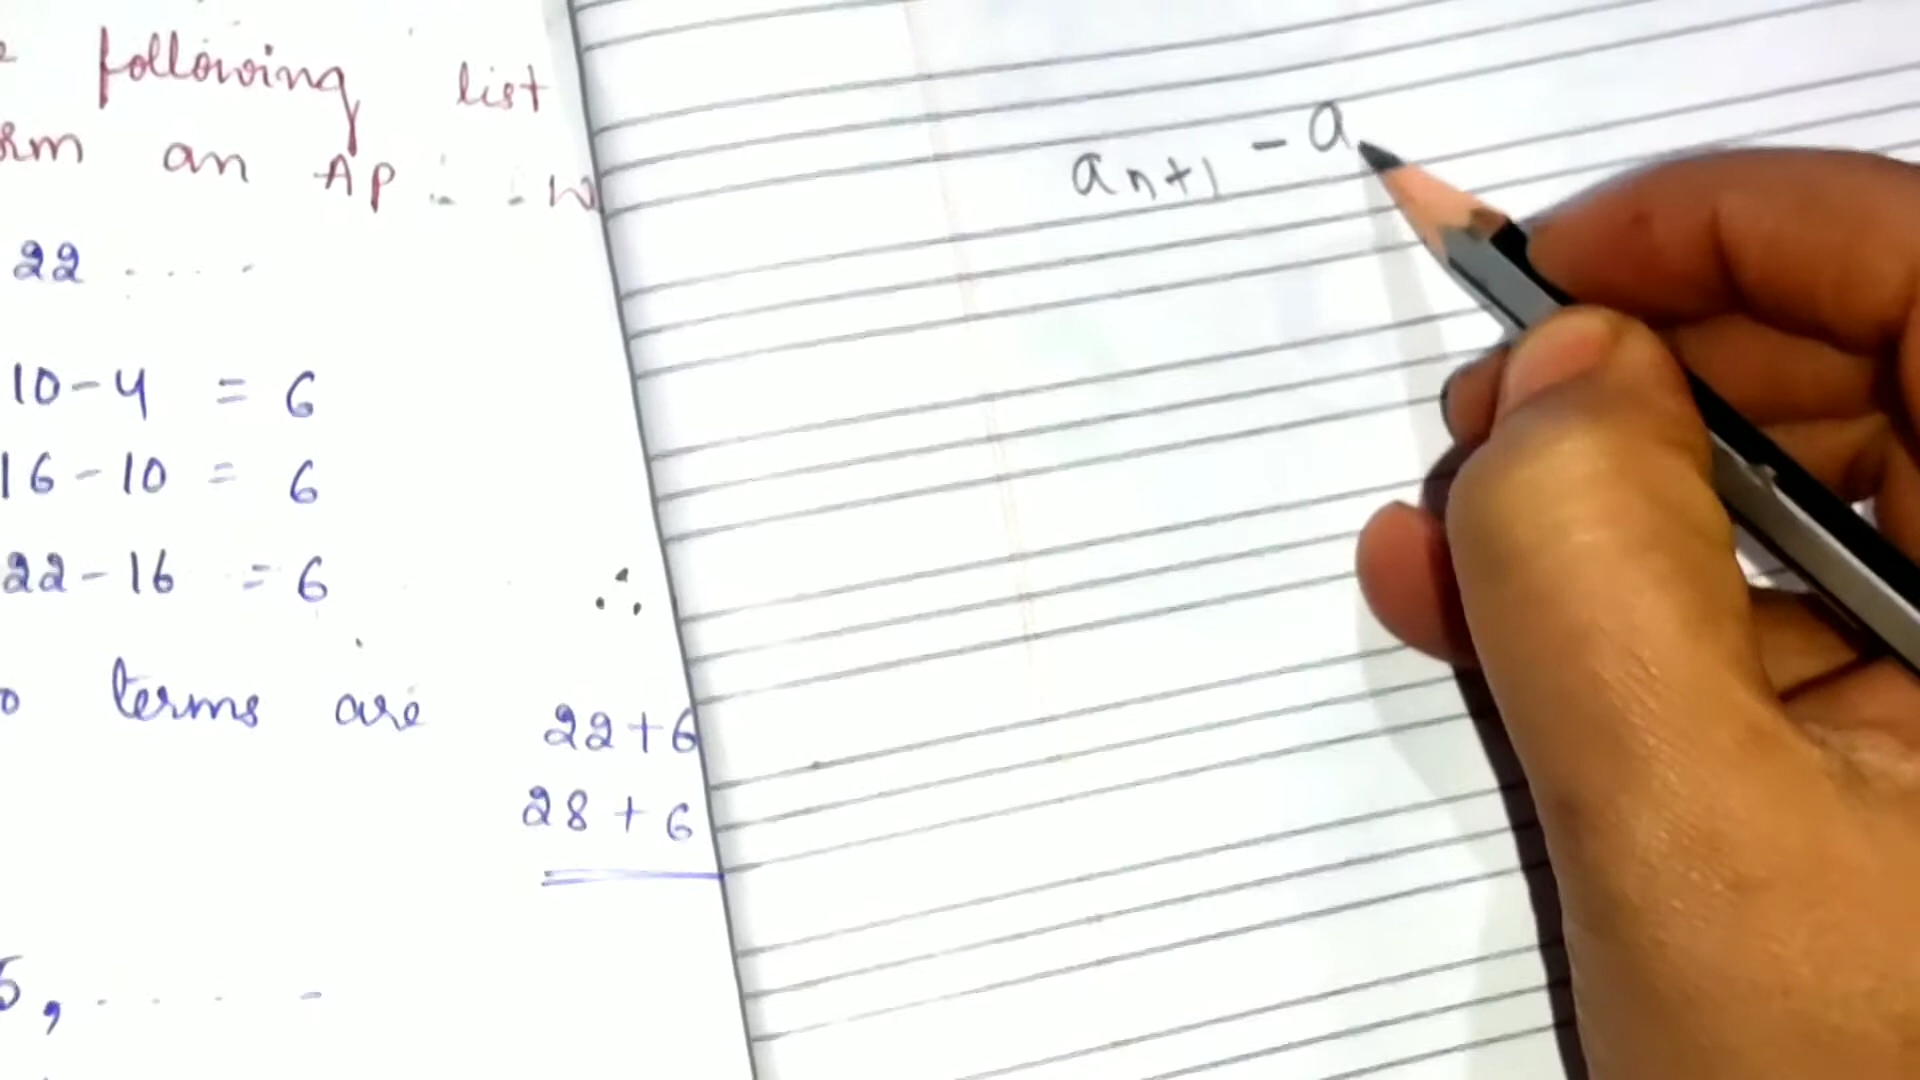 following list
an AP . - W
22 . . . .
10-4 = 6
16-10 = 6
22-16 = 6 ∴
terms are 22+6
28 + 6
5, . . . -
an+1 - a